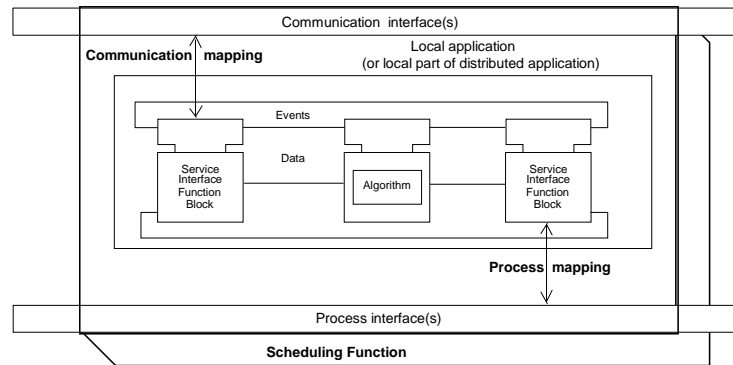 Communication interface(s)
Communication mapping
Local application
(or local part of distributed application)
Events
Data
Service
Interface
Function
Block
Algorithm
Service
Interface
Function
Block
Process mapping
Process interface(s)
Scheduling Function